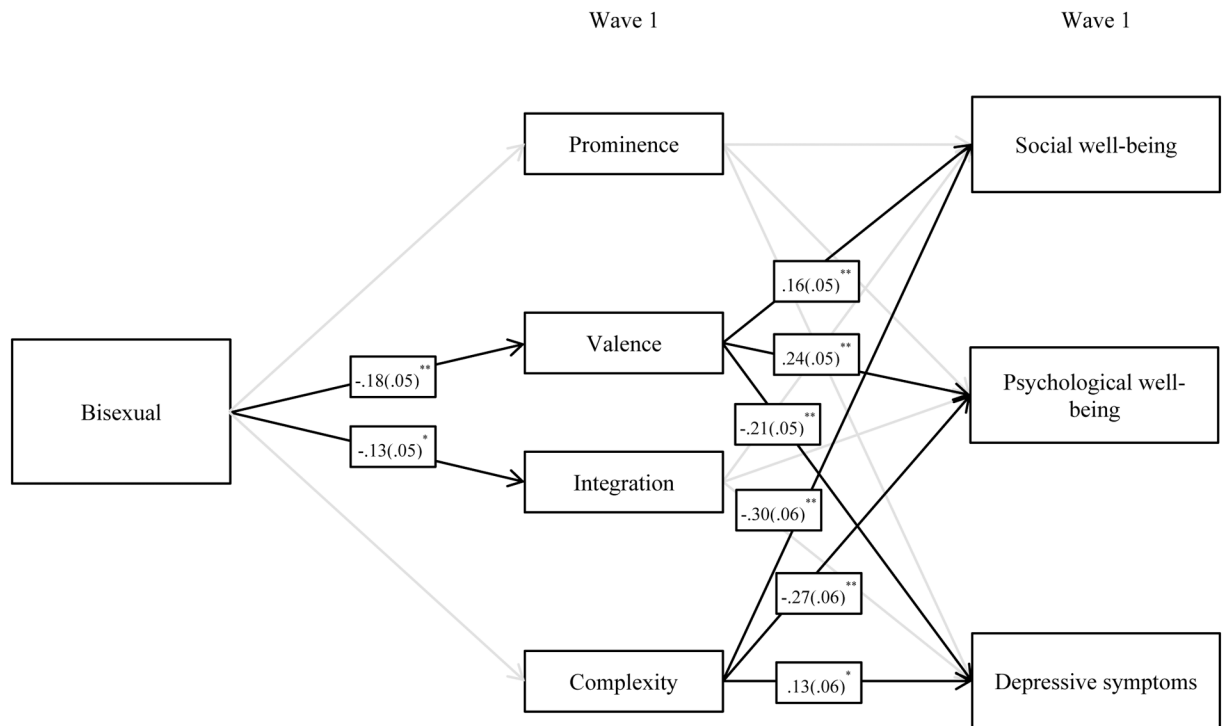 Wave 1
Wave 1
Prominence
Social well-being
.16(.05)**
Valence
.24(.05)**
Bisexual
-.18(.05)**
-.13(.05)*
Psychological well-
being
-.21(.05)**
Integration
-.30(.06)**
-.27(.06)**
Complexity
.13(.06)*
Depressive symptoms